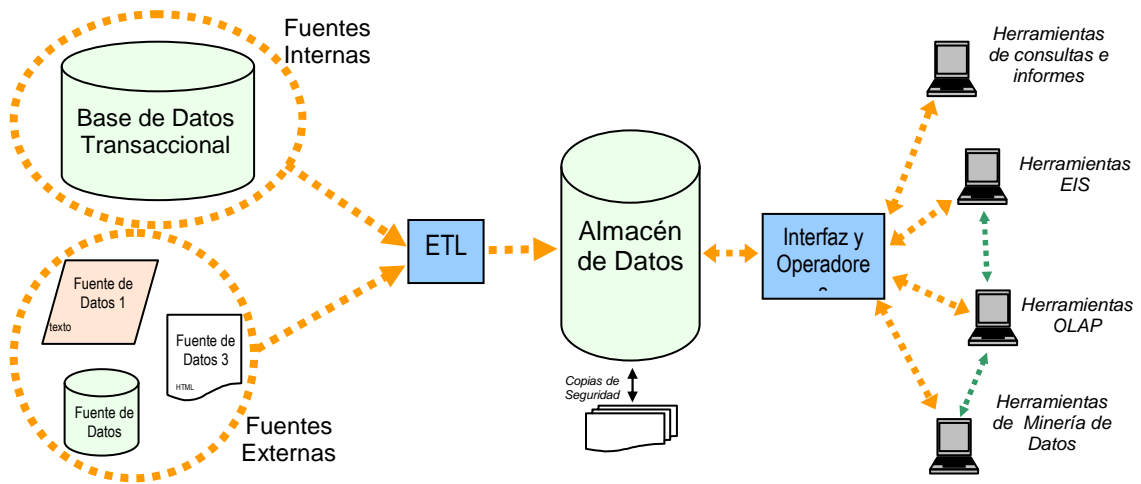 Fuentes
Internas
Base de Datos
Transaccional
Fuente de
Datos 1
texto
Fuente de
Datos 3
HTML
Fuente de
Datos
Fuentes
Externas
ETL
Almacén
de Datos
Copias de
Seguridad
Interfaz y
Operadore
Herramientas
de consultas e
informes
Herramientas
EIS
Herramientas
OLAP
Herramientas
de Minería de
Datos